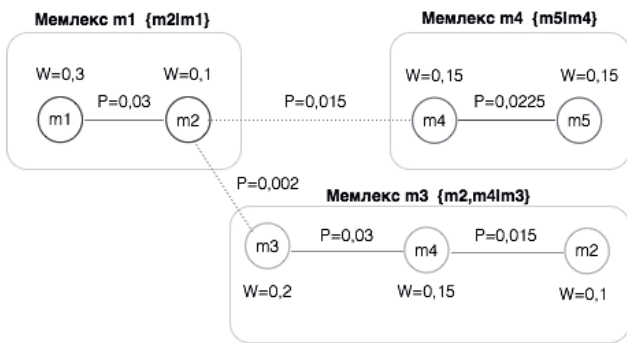 Мемлекс m1 {m2|m1}
Мемлекс m4 {m5|m4}
W=0,3
W=0,1
W=0,15
W=0,15
P=0,03
P=0,015
P=0,0225
m1
m2
m4
m5
P=0,002
Мемлекс m3 {m2,m4|m3}
P=0,03
P=0,015
m3
m4
m2
W=0,2
W=0,15
W=0,1